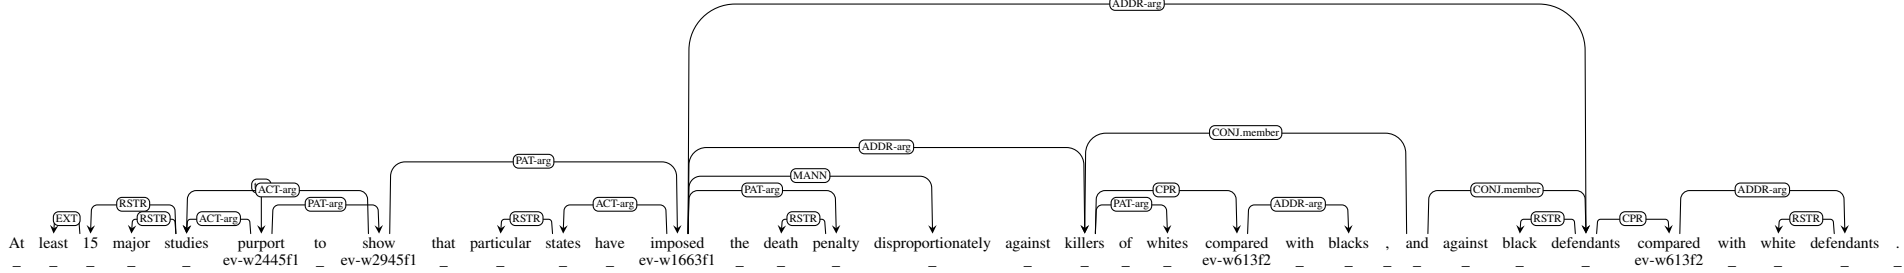 ADDR-arg
CONJ.member
ADDR-arg
PAT-arg
MANN
ACT-arg PAT-arg CPR CONJ.member ADDR-arg
RSTR PAT-arg ACT-arg PAT-arg ADDR-arg
EXT RSTR ACT-arg RSTR RSTR RSTR CPR RSTR
At least 15 major studies purport to show that particular states have imposed the death penalty disproportionately against killers of whites compared with blacks , and against black defendants compared with white defendants .
ev-w2445f1 ev-w2945f1 ev-w1663f1 ev-w613f2 ev-w613f2